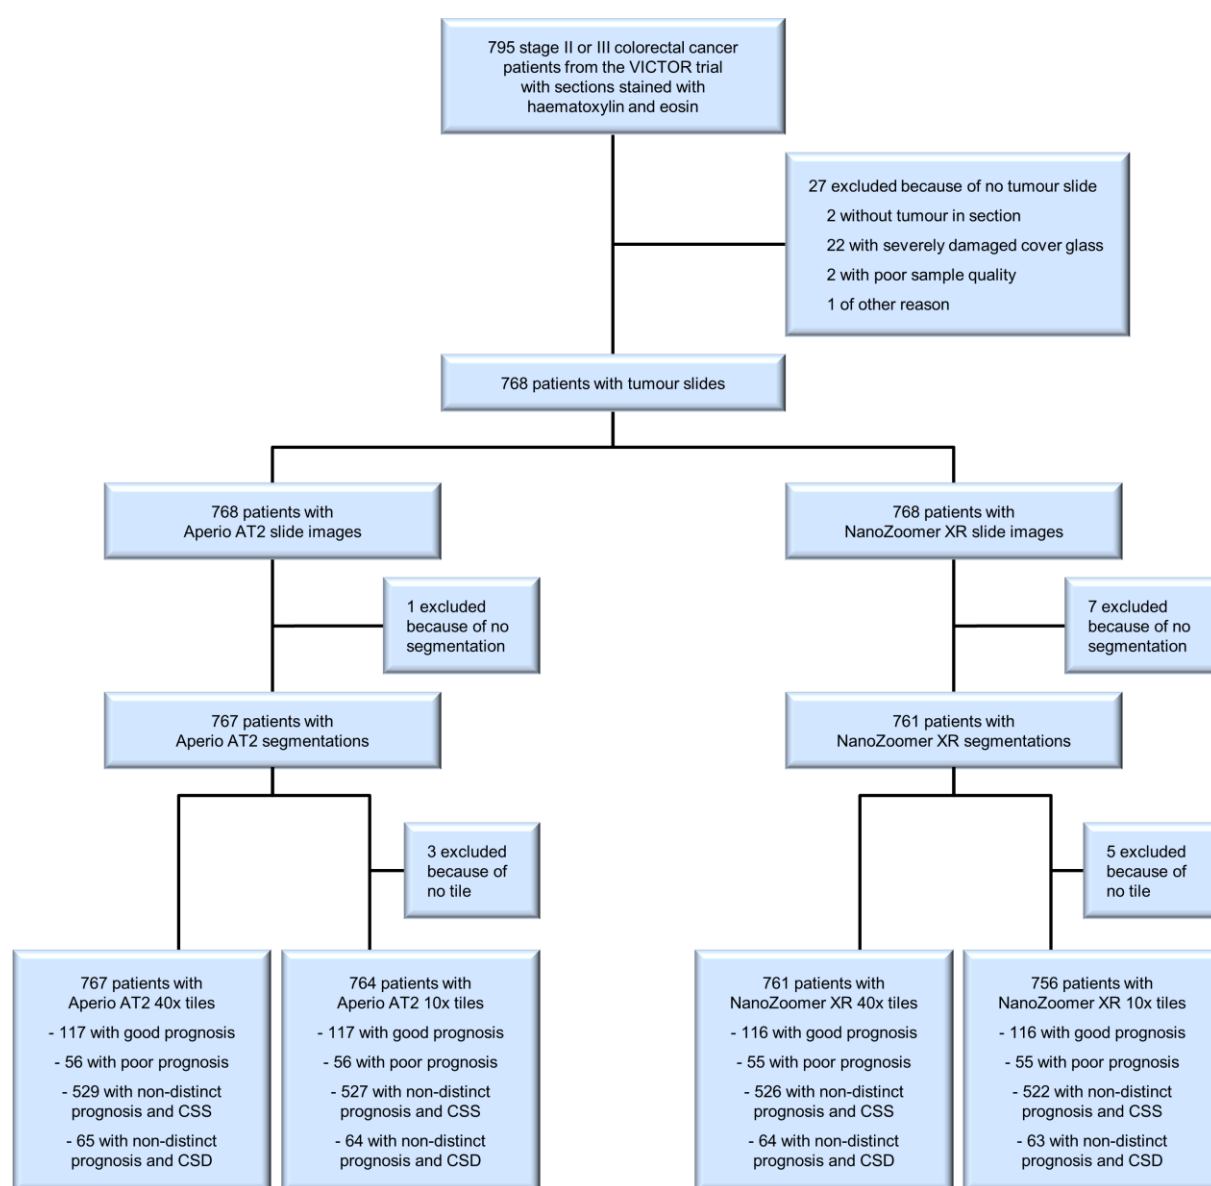 795 stage II or III colorectal cancer
patients from the VICTOR trial
with sections stained with
haematoxylin and eosin
27 excluded because of no tumour slide
2 without tumour in section
22 with severely damaged cover glass
2 with poor sample quality
1 of other reason
768 patients with tumour slides
768 patients with
Aperio AT2 slide images
768 patients with
NanoZoomer XR slide images
1 excluded
because of no
segmentation
7 excluded
because of no
segmentation
767 patients with
Aperio AT2 segmentations
761 patients with
NanoZoomer XR segmentations
3 excluded
because of
no tile
5 excluded
because of
no tile
767 patients with
Aperio AT2 40x tiles
- 117 with good prognosis
- 56 with poor prognosis
- 529 with non-distinct
prognosis and CSS
- 65 with non-distinct
prognosis and CSD
764 patients with
Aperio AT2 10x tiles
- 117 with good prognosis
- 56 with poor prognosis
- 527 with non-distinct
prognosis and CSS
- 64 with non-distinct
prognosis and CSD
761 patients with
NanoZoomer XR 40x tiles
- 116 with good prognosis
- 55 with poor prognosis
- 526 with non-distinct
prognosis and CSS
- 64 with non-distinct
prognosis and CSD
756 patients with
NanoZoomer XR 10x tiles
- 116 with good prognosis
- 55 with poor prognosis
- 522 with non-distinct
prognosis and CSS
- 63 with non-distinct
prognosis and CSD